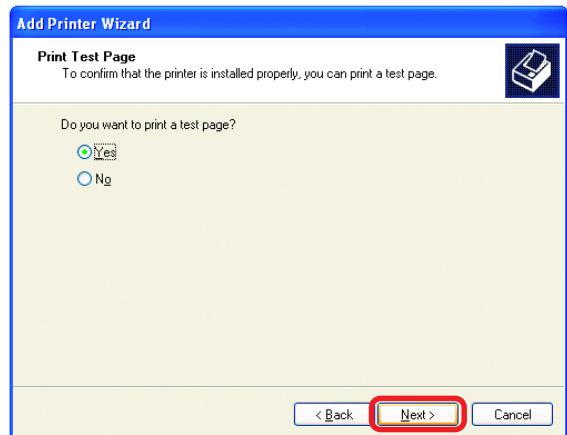 Add Printer Wizard
Print Test Page
To confirm that the printer is installed properly, you can print a test page.
Do you want to print a test page?
Yes
No
< Back Next > Cancel